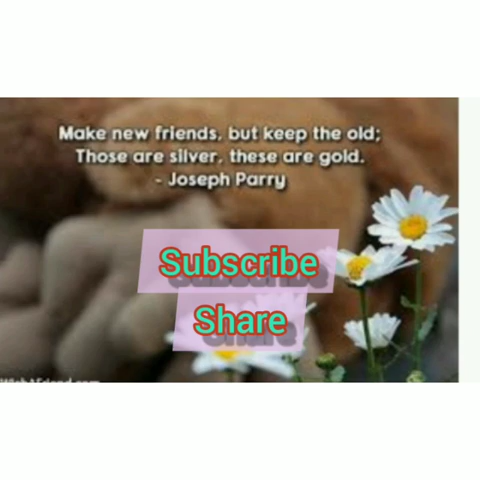 Make new friends, but keep the old;
Those are silver, these are gold.
- Joseph Parry
Subscribe
Share